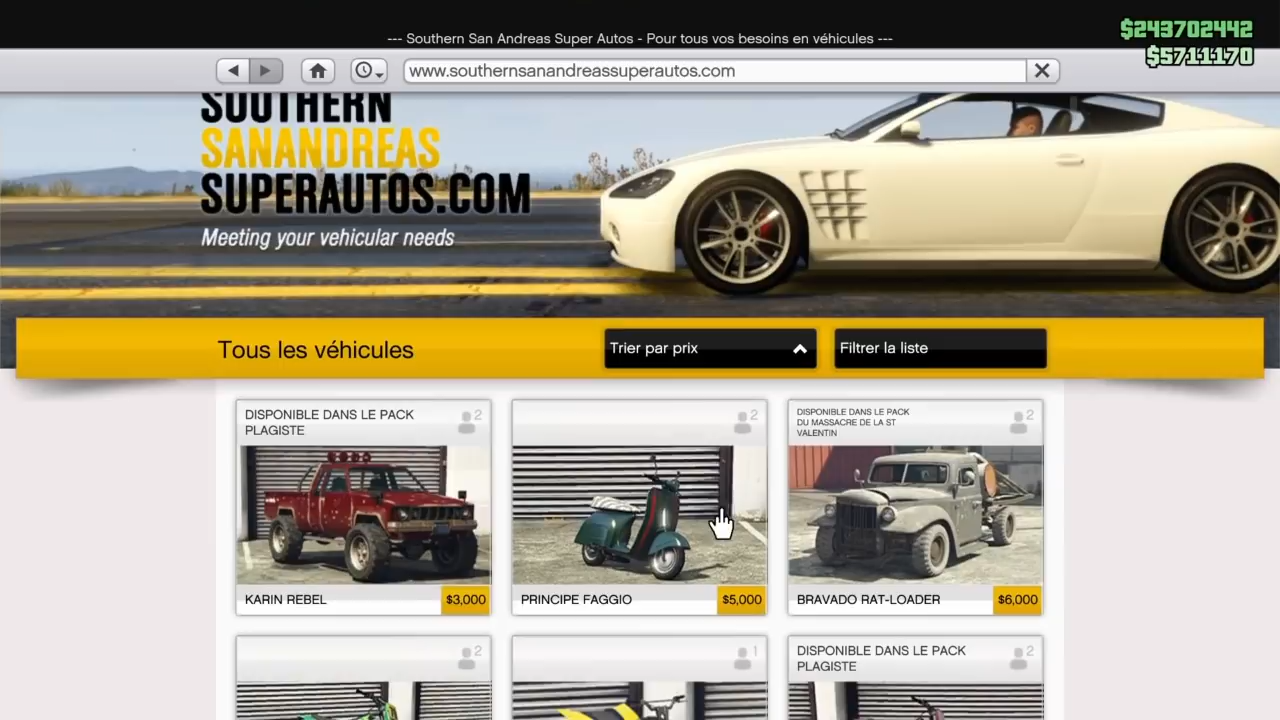 $243702442
--- Southern San Andreas Super Autos - Pour tous vos besoins en véhicules ---
$5711170
www.southernsanandreassuperautos.com
SOUTHERN
SANANDREAS
SUPERAUTOS.COM
Meeting your vehicular needs
Tous les véhicules
Trier par prix
Filtrer la liste
DISPONIBLE DANS LE PACK
PLAGISTE
2
KARIN REBEL
$3,000
2
PRINCIPE FAGGIO
$5,000
DISPONIBLE DANS LE PACK
DU MASSACRE DE LA ST
VALENTIN
2
BRAVADO RAT-LOADER
$6,000
2
1
DISPONIBLE DANS LE PACK
PLAGISTE
2